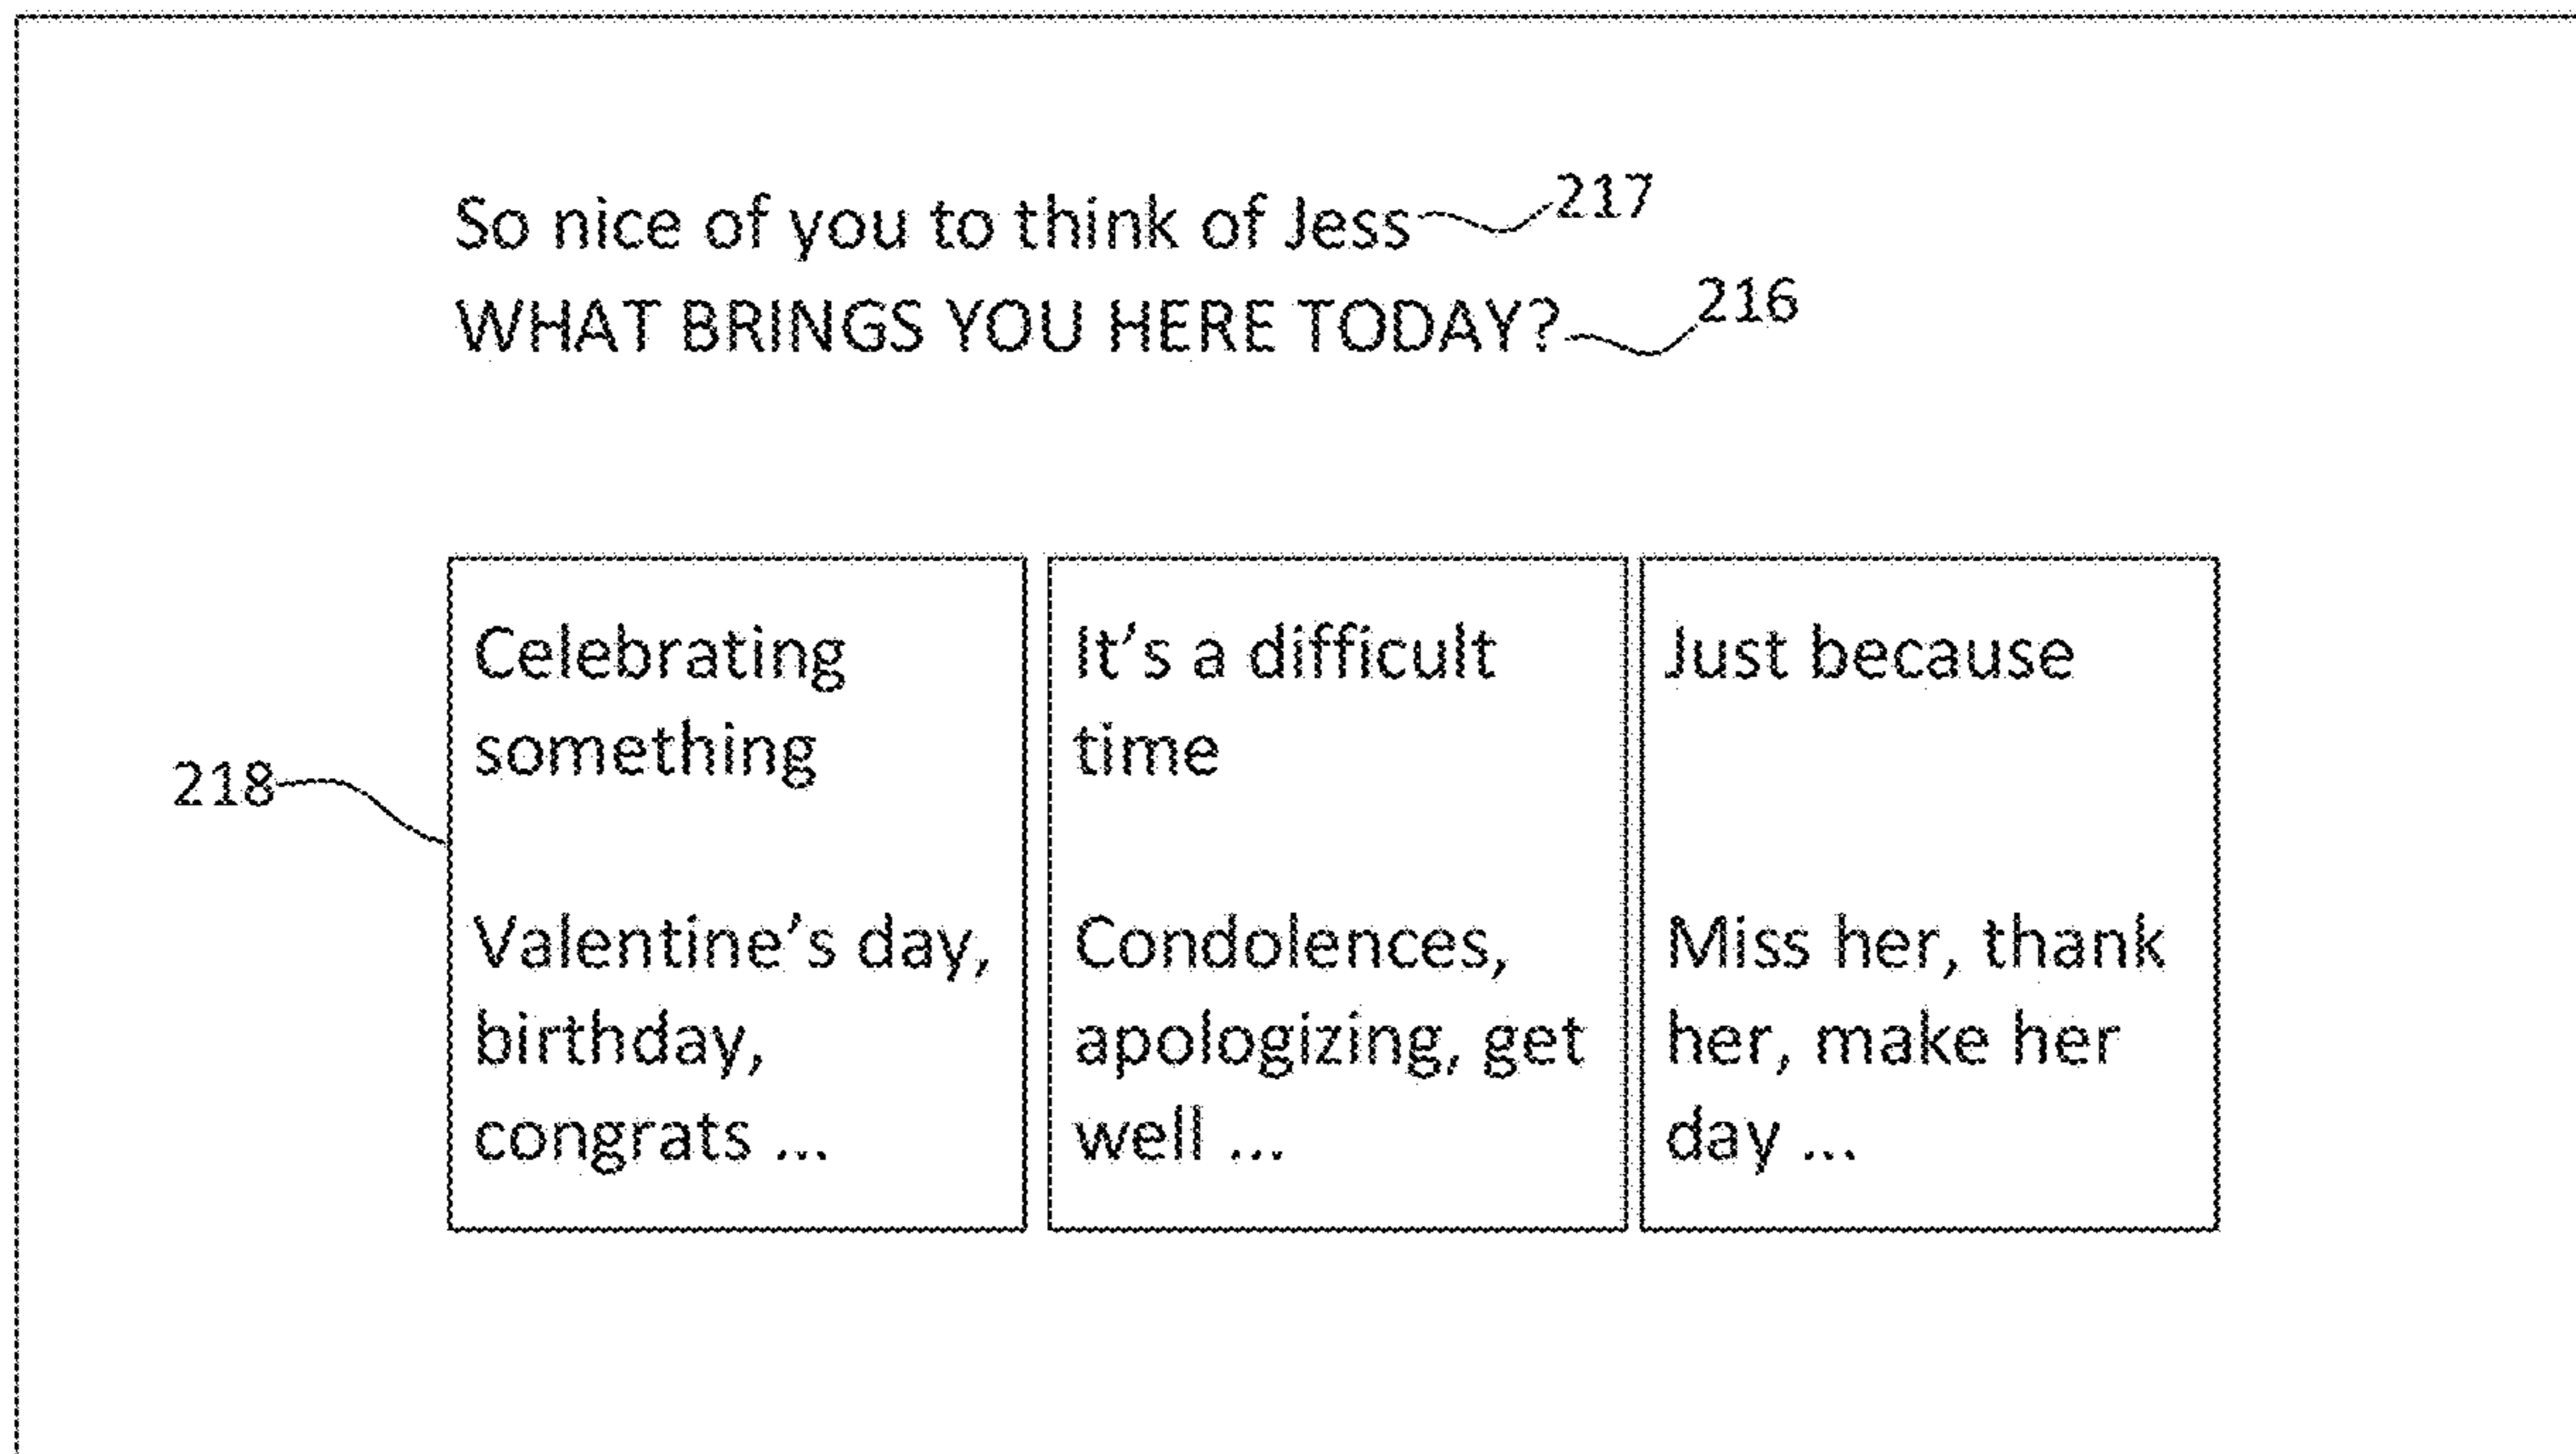 So nice of you to think of Jess 217
WHAT BRINGS YOU HERE TODAY? 216
218
Celebrating
something
Valentine’s day,
birthday,
congrats ...
It’s a difficult
time
Condolences,
apologizing, get
well ...
Just because
Miss her, thank
her, make her
day ...